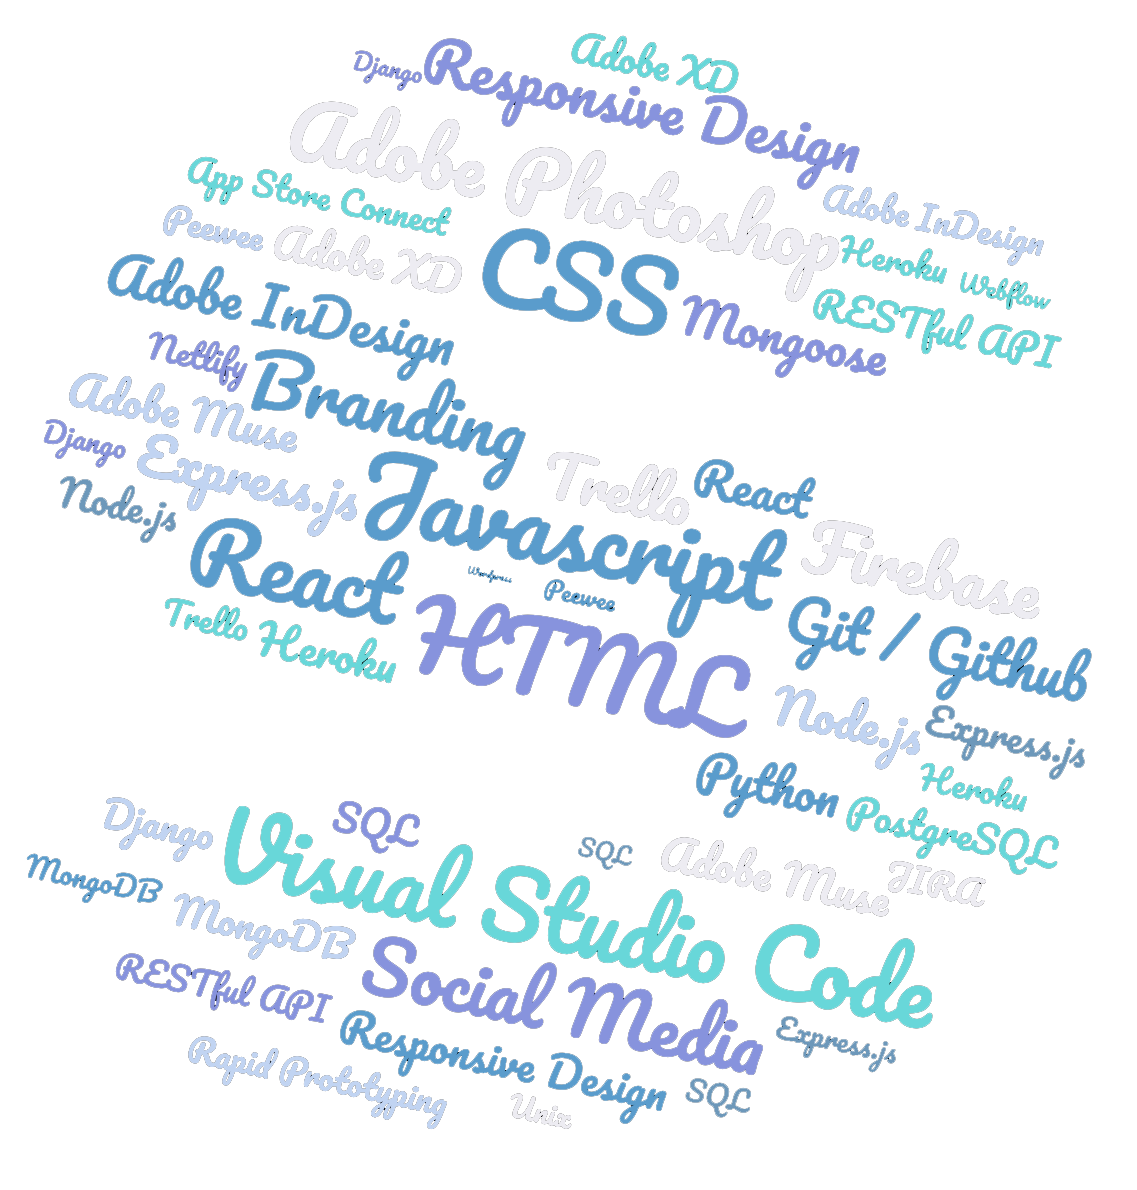 Adobe XD
Django
Responsive Design
Adobe Photoshop
App Store Connect
Adobe InDesign
Peewee
Adobe XD
CSS
Heroku
Webflow
Adobe InDesign
Mongoose
RESTful API
Netlify
Branding
Adobe Muse
Django
Express.js
Trello
React
Node.js
Javascript
Firebase
React
Wordpress
Peewee
Git / Github
Trello
Heroku
HTML
Node.js
Express.js
Python
Heroku
PostgreSQL
Django
SQL
Visual Studio Code
SQL
Adobe Muse
JIRA
MongoDB
MongoDB
Social Media
RESTful API
Responsive Design
Express.js
Rapid Prototyping
Unix
SQL